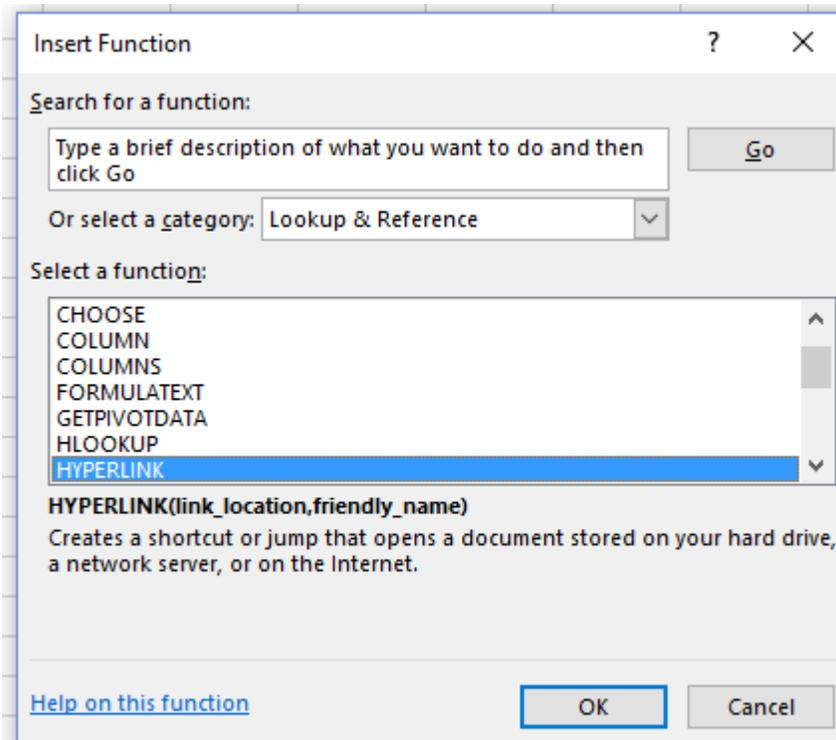 Insert Function
?
Search for a function:
Type a brief description of what you want to do and then
click Go
Go
Or select a category: Lookup & Reference
Select a function:
CHOOSE
COLUMN
COLUMNS
FORMULATEXT
GETPIVOTDATA
HLOOKUP
HYPERLINK
HYPERLINK(link_location,friendly_name)
Creates a shortcut or jump that opens a document stored on your hard drive,
a network server, or on the Internet.
Help on this function
OK
Cancel